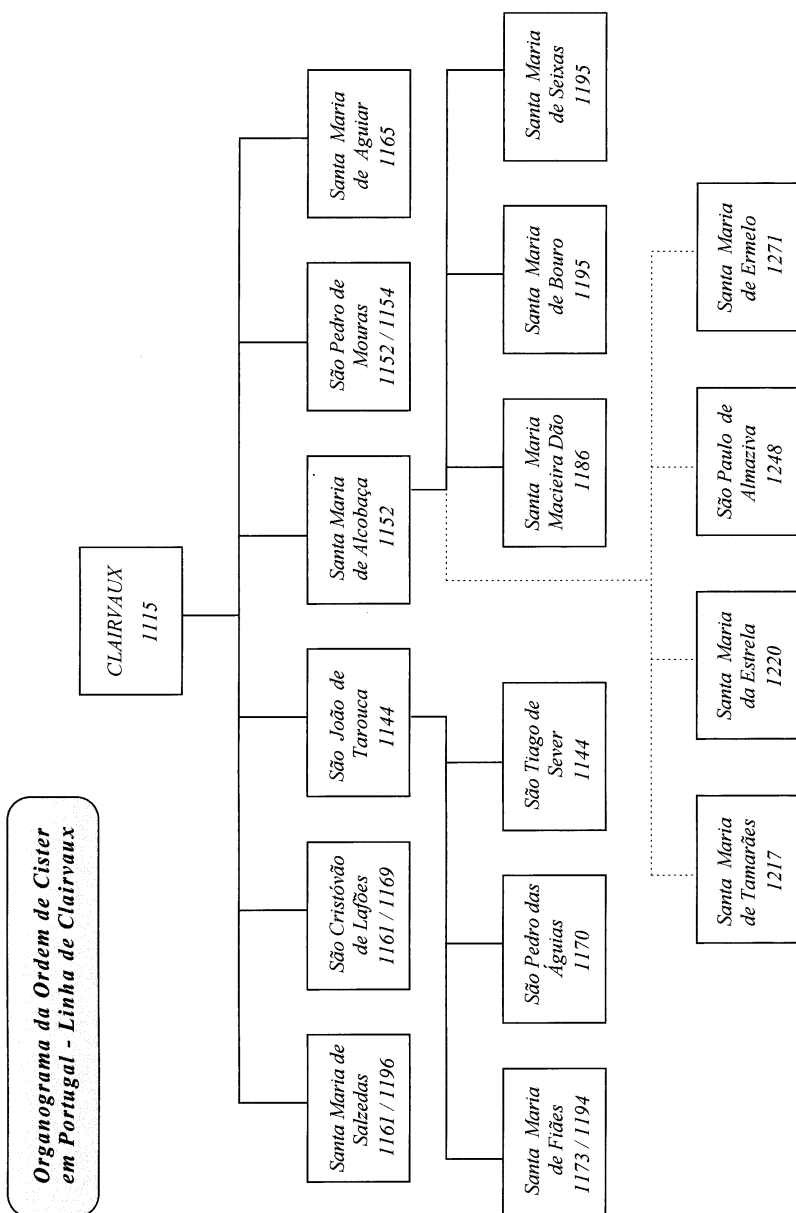 Organograma da Ordem de Cister
em Portugal - Linha de Clairvaux
CLAIRVAUX
1115
Santa Maria de
Salzedas
1161 / 1196
São Cristóvão
de Lafões
1161 / 1169
São João de
Tarouca
1144
Santa Maria
de Alcobaça
1152
São Pedro de
Mouras
1152 / 1154
Santa Maria
de Aguiar
1165
Santa Maria
de Fiães
1173 / 1194
São Pedro das
Águias
1170
São Tiago de
Sever
1144
Santa Maria
Macieira Dão
1186
Santa Maria
de Bouro
1195
Santa Maria
de Seixas
1195
Santa Maria
de Tamarães
1217
Santa Maria
da Estrela
1220
São Paulo de
Almaziva
1248
Santa Maria
de Ermelo
1271